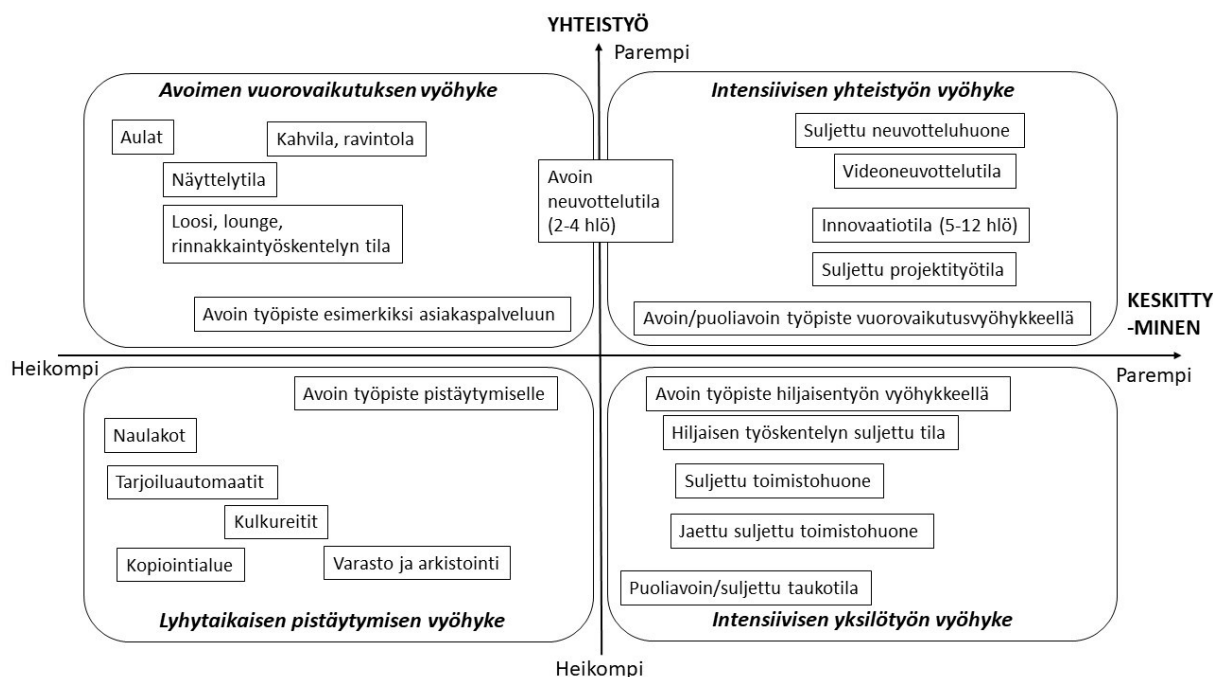 YHTEISTYÖ
Parempi
Avoimen vuorovaikutuksen vyöhyke
Aulat
Kahvila, ravintola
Näyttelytila
Loosi, lounge,
rinnakkaintyöskentelyn tila
Avoin työpiste esimerkiksi asiakaspalveluun
Avoin
neuvottelutila
(2-4 hlö)
Intensiivisen yhteistyön vyöhyke
Suljettu neuvotteluhuone
Videoneuvottelutila
Innovaatiotila (5-12 hlö)
Suljettu projektityötila
Avoin/puoliavoin työpiste vuorovaikutusvyöhykkeellä
KESKITTY
-MINEN
Heikompi
Parempi
Avoin työpiste pistäytymiselle
Naulakot
Tarjoiluautomaatit
Kulkureitit
Kopiointialue
Varasto ja arkistointi
Lyhytaikaisen pistäytymisen vyöhyke
Avoin työpiste hiljaisentyön vyöhykkeellä
Hiljaisen työskentelyn suljettu tila
Suljettu toimistohuone
Jaettu suljettu toimistohuone
Puoliavoin/suljettu taukotila
Intensiivisen yksilötyön vyöhyke
Heikompi